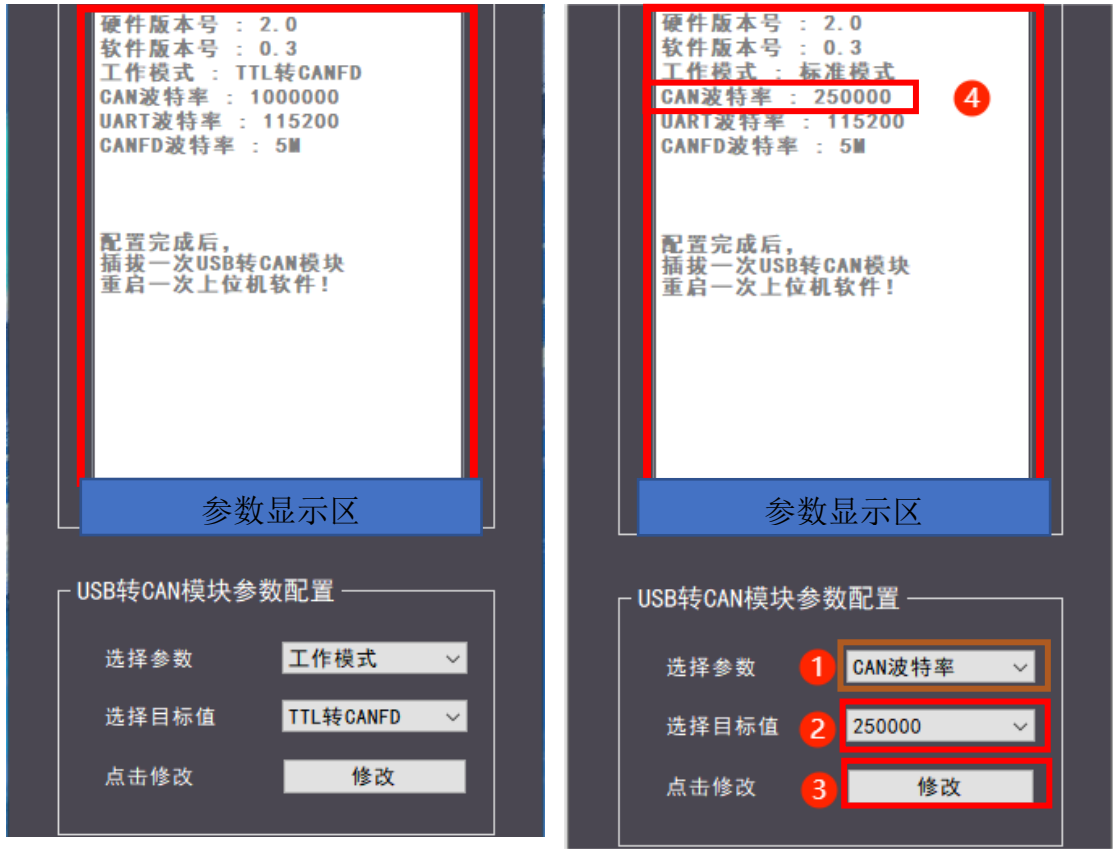 硬件版本号 : 2.0
软件版本号 : 0.3
工作模式 : TTL转CANFD
CAN波特率 : 1000000
UART波特率 : 115200
CANFD波特率 : 5M
配置完成后,
插拔一次USB转CAN模块
重启一次上位机软件!
参数显示区
USB转CAN模块参数配置
选择参数 工作模式
选择目标值 TTL转CANFD
点击修改 修改
硬件版本号 : 2.0
软件版本号 : 0.3
工作模式 : 标准模式
CAN波特率 : 250000 4
UART波特率 : 115200
CANFD波特率 : 5M
配置完成后,
插拔一次USB转CAN模块
重启一次上位机软件!
参数显示区
USB转CAN模块参数配置
选择参数 1 CAN波特率
选择目标值 2 250000
点击修改 3 修改